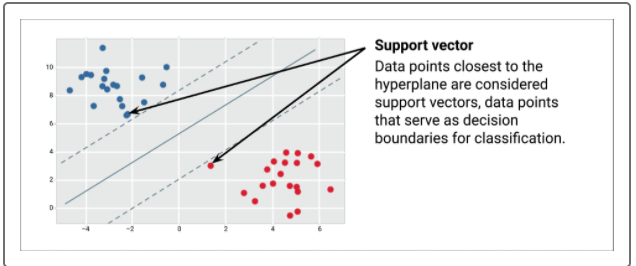 Support vector
Data points closest to the
hyperplane are considered
support vectors, data points
that serve as decision
boundaries for classification.
10
8
6
4
2
0
-4 -2 0 2 4 6